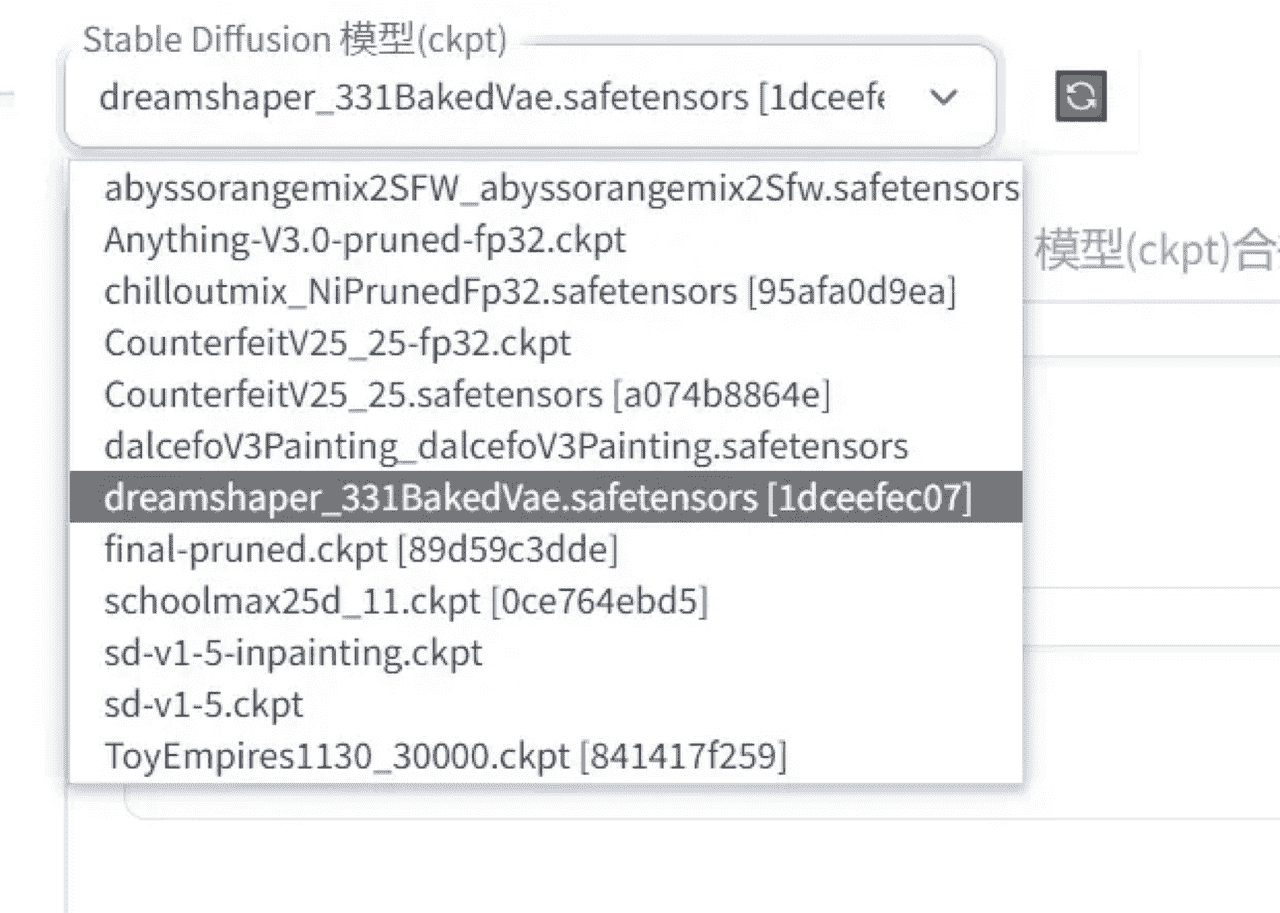 Stable Diffusion 模型(ckpt)
dreamshaper_331BakedVae.safetensors [1dceefe
abyssorangemix2SFW_abyssorangemix2Sfw.safetensors
Anything-V3.0-pruned-fp32.ckpt
模型(ckpt)合
chilloutmix_NiPrunedFp32.safetensors [95afa0d9ea]
CounterfeitV25_25-fp32.ckpt
CounterfeitV25_25.safetensors [a074b8864e]
dalcefoV3Painting_dalcefoV3Painting.safetensors
dreamshaper_331BakedVae.safetensors [1dceefec07]
final-pruned.ckpt [89d59c3dde]
schoolmax25d_11.ckpt [0ce764ebd5]
sd-v1-5-inpainting.ckpt
sd-v1-5.ckpt
ToyEmpires1130_30000.ckpt [841417f259]